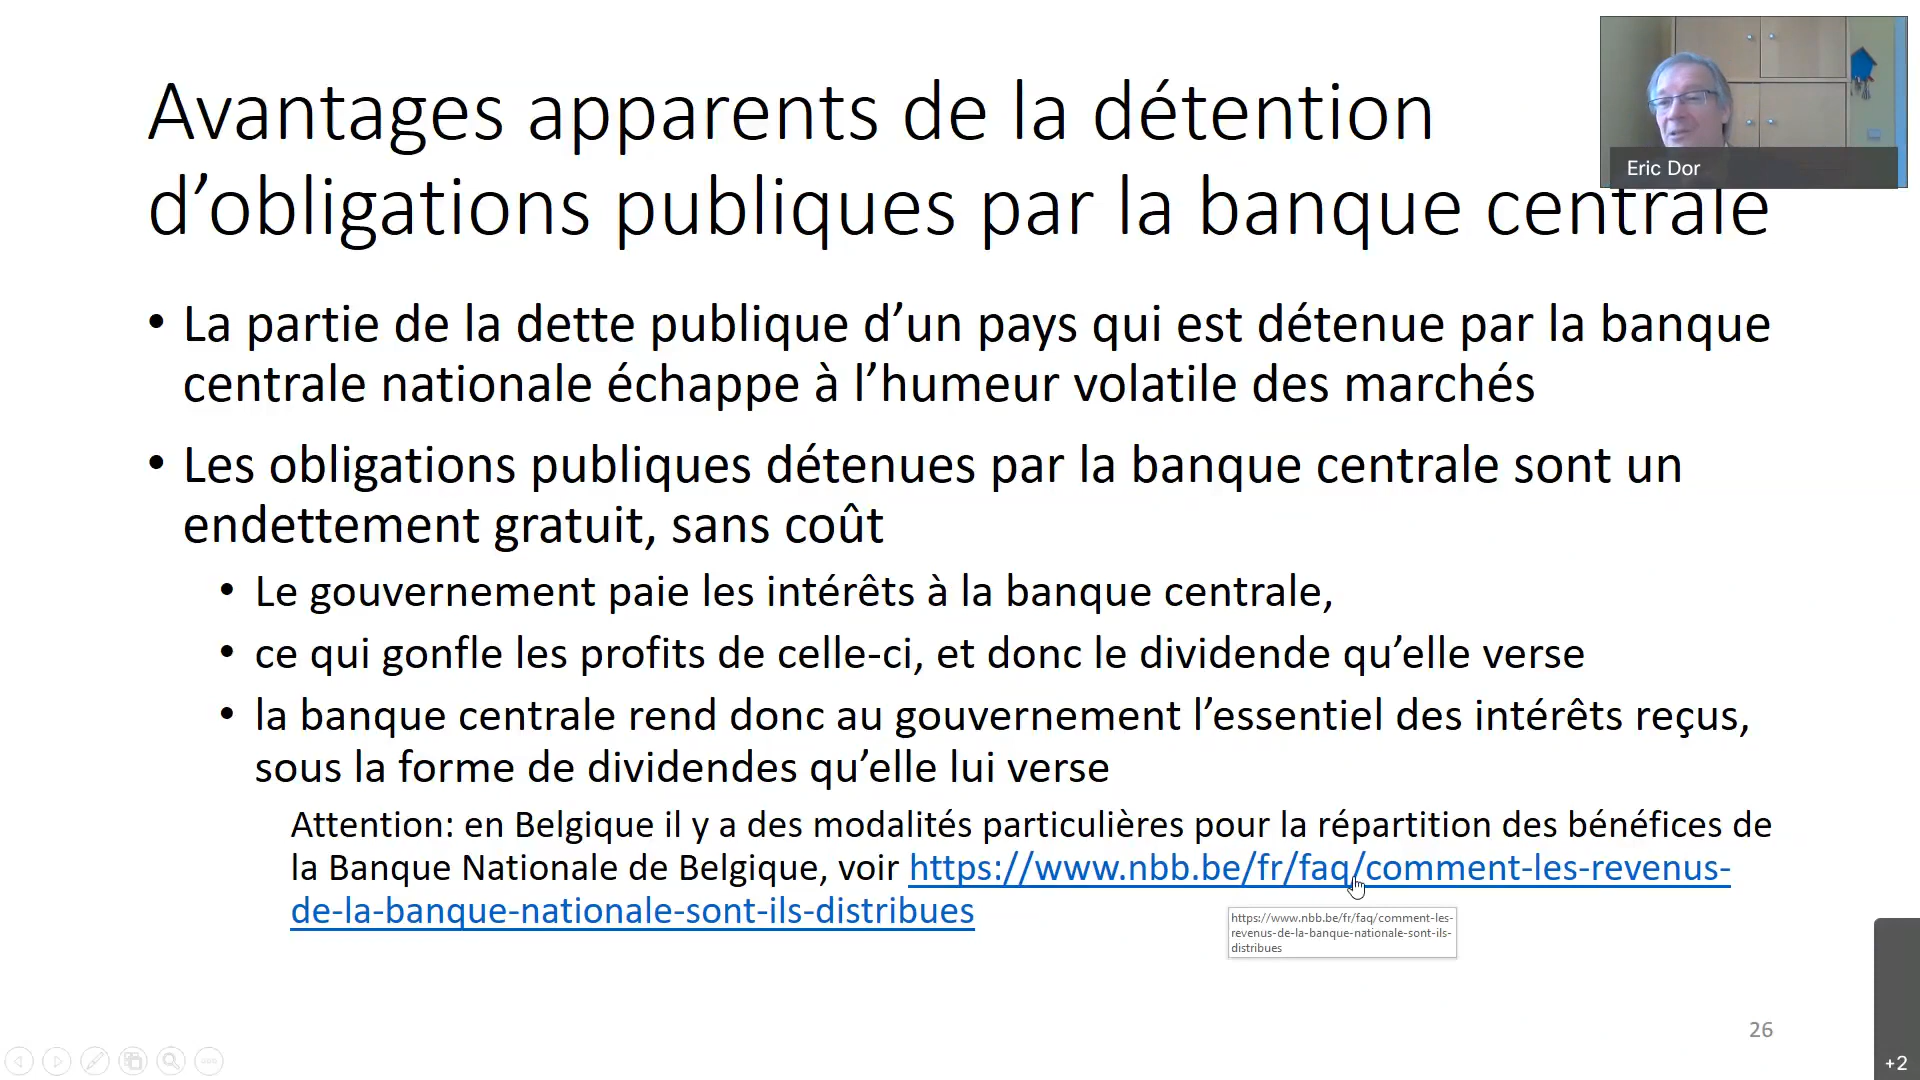 Avantages apparents de la détention
d’obligations publiques par la banque centrale
Eric Dor
• La partie de la dette publique d’un pays qui est détenue par la banque
centrale nationale échappe à l’humeur volatile des marchés
• Les obligations publiques détenues par la banque centrale sont un
endettement gratuit, sans coût
• Le gouvernement paie les intérêts à la banque centrale,
• ce qui gonfle les profits de celle-ci, et donc le dividende qu’elle verse
• la banque centrale rend donc au gouvernement l’essentiel des intérêts reçus,
sous la forme de dividendes qu’elle lui verse
Attention: en Belgique il y a des modalités particulières pour la répartition des bénéfices de
la Banque Nationale de Belgique, voir https://www.nbb.be/fr/faq/comment-les-revenus-
de-la-banque-nationale-sont-ils-distribues
https://www.nbb.be/fr/faq/comment-les-
revenus-de-la-banque-nationale-sont-ils-
distribues
26
+2